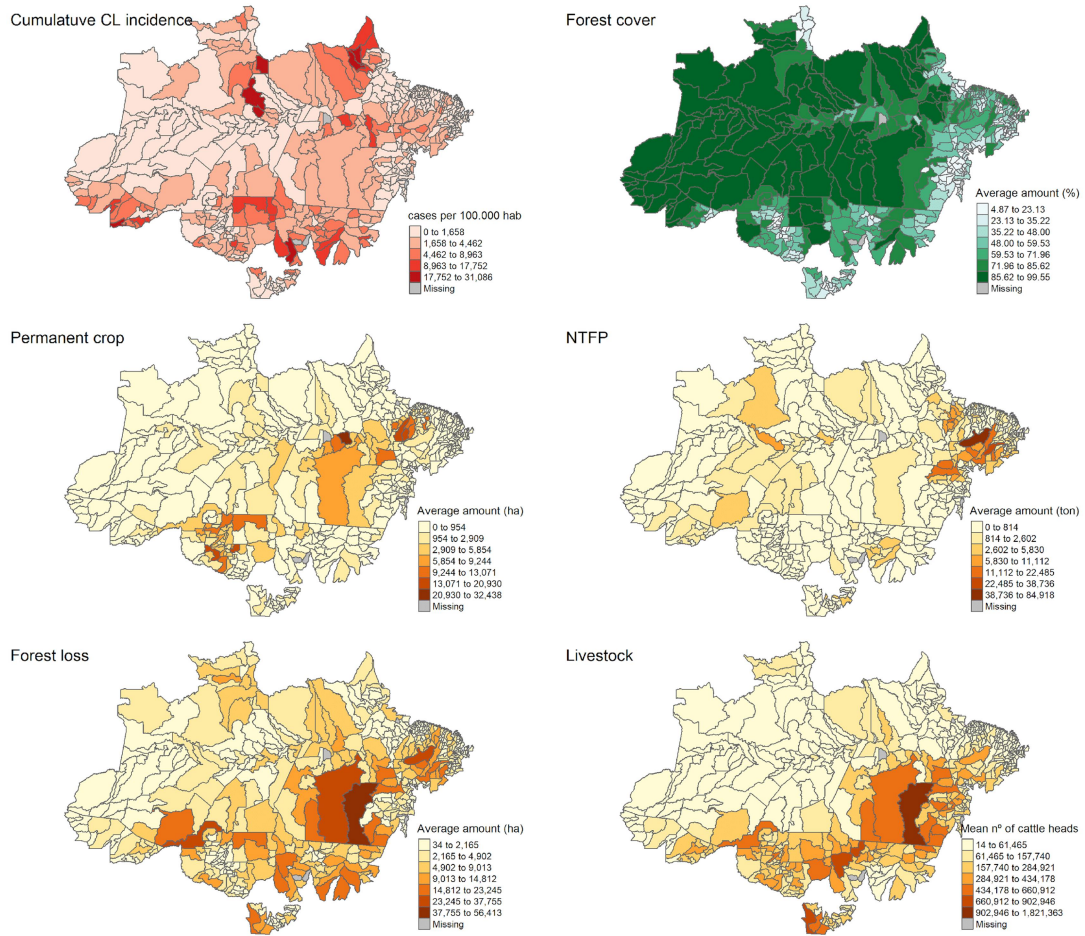 Cumulatuve CL incidence
cases per 100.000 hab
0 to 1,658
1,658 to 4,462
4,462 to 8,963
8,963 to 17,752
17,752 to 31,086
Missing
Forest cover
Average amount (%)
4.87 to 23.13
23.13 to 35.22
35.22 to 48.00
48.00 to 59.53
59.53 to 71.96
71.96 to 85.62
85.62 to 99.55
Missing
Permanent crop
Average amount (ha)
0 to 954
954 to 2,909
2,909 to 5,854
5,854 to 9,244
9,244 to 13,071
13,071 to 20,930
20,930 to 32,438
Missing
NTFP
Average amount (ton)
0 to 814
814 to 2,602
2,602 to 5,830
5,830 to 11,112
11,112 to 22,485
22,485 to 38,736
38,736 to 84,918
Missing
Forest loss
Average amount (ha)
34 to 2,165
2,165 to 4,902
4,902 to 9,013
9,013 to 14,812
14,812 to 23,245
23,245 to 37,755
37,755 to 56,413
Missing
Livestock
Mean nº of cattle heads
14 to 61,465
61,465 to 157,740
157,740 to 284,921
284,921 to 434,178
434,178 to 660,912
660,912 to 902,946
902,946 to 1,821,363
Missing